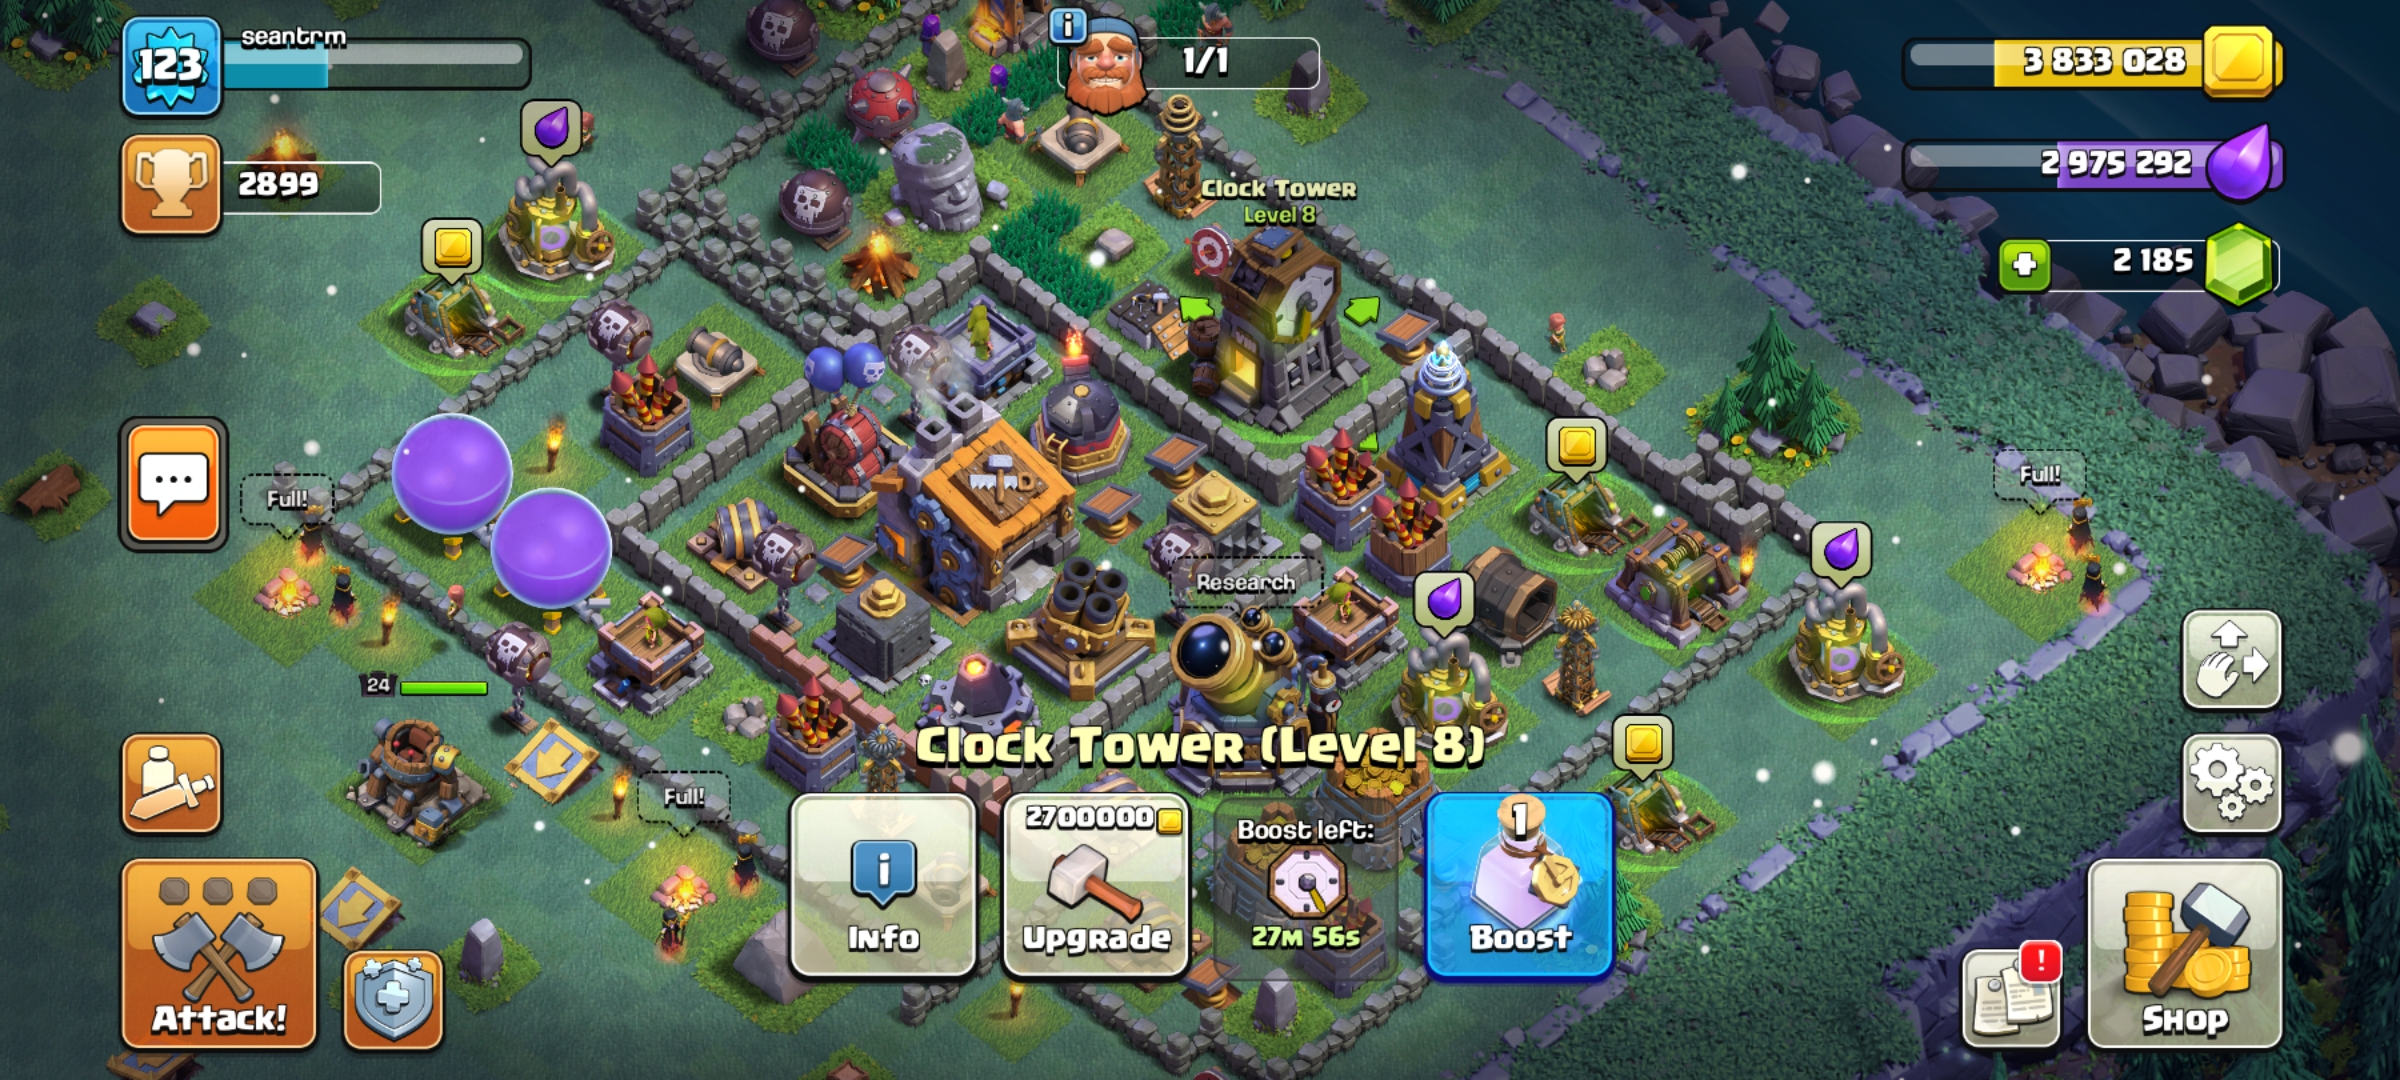 123
seantrm
1/1
3 833 028
2899
2 975 292
Clock Tower
Level 8
2 185
Full!
Full!
Research
24
Clock Tower (Level 8)
Full!
Info
2700000
Upgrade
Boost left:
27m 56s
1
Boost
Attack!
!
Shop